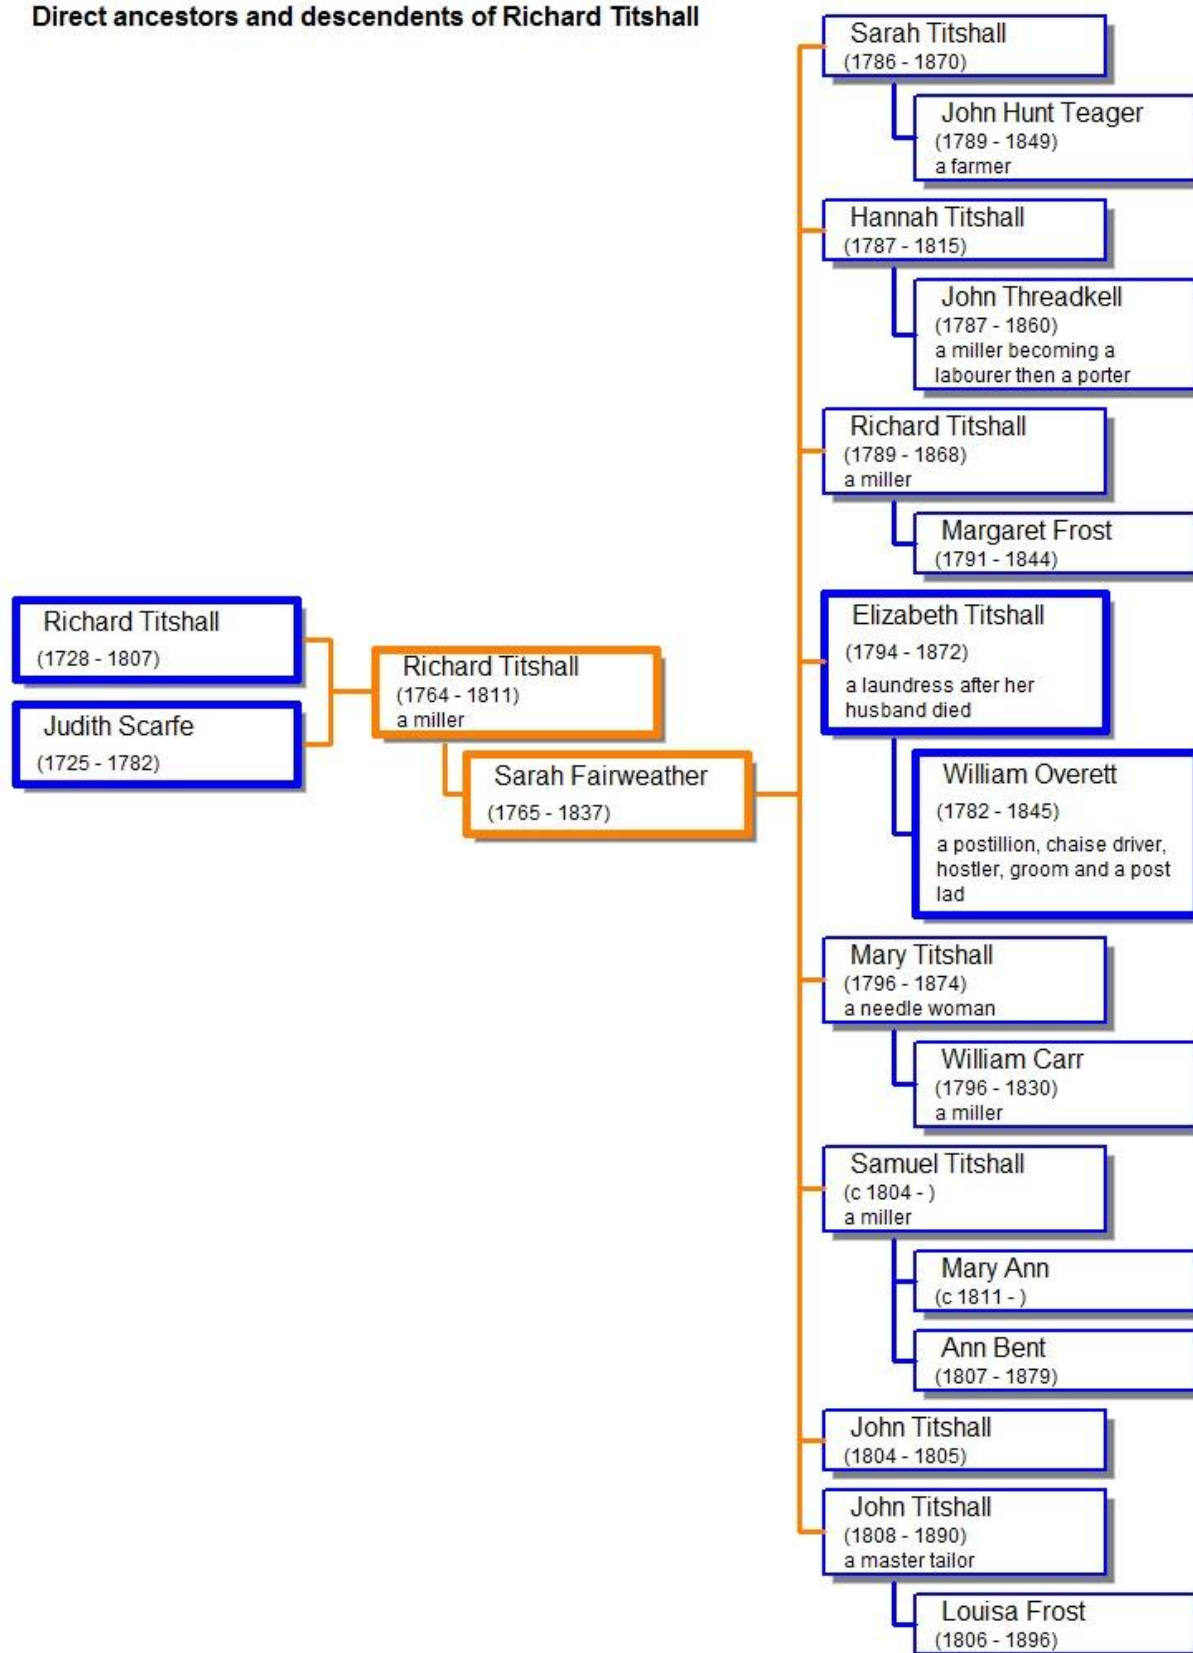 Direct ancestors and descendents of Richard Titshall
Sarah Titshall
(1786 - 1870)
John Hunt Teager
(1789 - 1849)
a farmer
Hannah Titshall
(1787 - 1815)
John Threadkell
(1787 - 1860)
a miller becoming a
labourer then a porter
Richard Titshall
(1789 - 1868)
a miller
Margaret Frost
(1791 - 1844)
Richard Titshall
(1728 - 1807)
Judith Scarfe
(1725 - 1782)
Richard Titshall
(1764 - 1811)
a miller
Sarah Fairweather
(1765 - 1837)
Elizabeth Titshall
(1794 - 1872)
a laundress after her
husband died
William Overett
(1782 - 1845)
a postillion, chaise driver,
hostler, groom and a post
lad
Mary Titshall
(1796 - 1874)
a needle woman
William Carr
(1796 - 1830)
a miller
Samuel Titshall
(c 1804 - )
a miller
Mary Ann
(c 1811 - )
Ann Bent
(1807 - 1879)
John Titshall
(1804 - 1805)
John Titshall
(1808 - 1890)
a master tailor
Louisa Frost
(1806 - 1896)